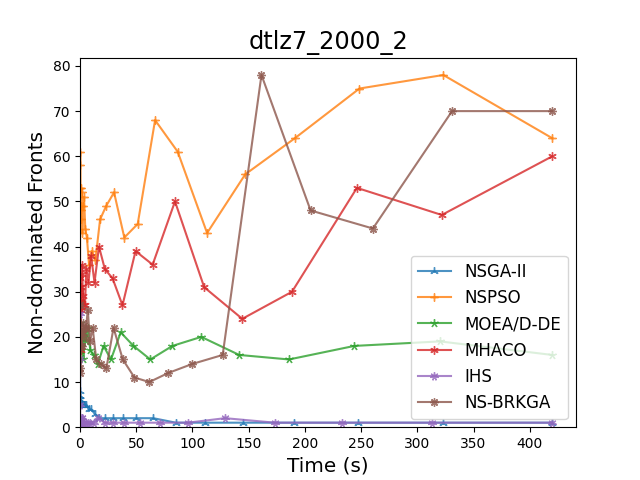 dtlz7_2000_2
Non-dominated Fronts
80
70
60
50
40
30
20
10
0
0 50 100 150 200 250 300 350 400
Time (s)
NSGA-II
NSPSO
MOEA/D-DE
MHACO
IHS
NS-BRKGA